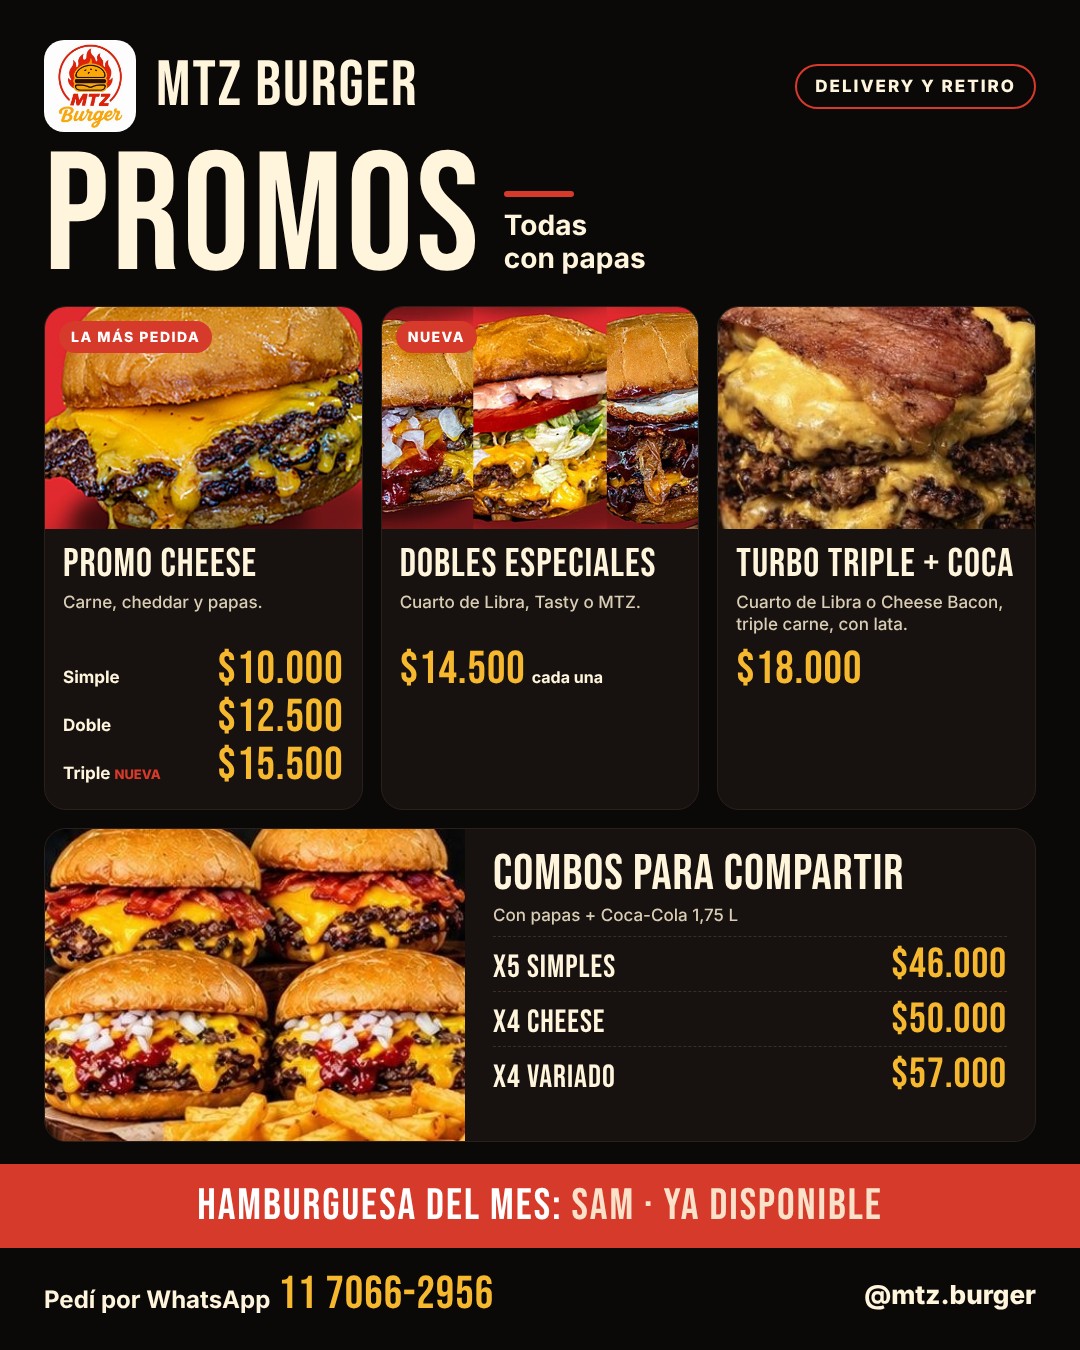 MTZ
Burger
MTZ BURGER
DELIVERY Y RETIRO
PROMOS
Todas
con papas
LA MÁS PEDIDA
PROMO CHEESE
Carne, cheddar y papas.
Simple $10.000
Doble $12.500
Triple NUEVA $15.500
NUEVA
DOBLES ESPECIALES
Cuarto de Libra, Tasty o MTZ.
$14.500 cada una
TURBO TRIPLE + COCA
Cuarto de Libra o Cheese Bacon,
triple carne, con lata.
$18.000
COMBOS PARA COMPARTIR
Con papas + Coca-Cola 1,75 L
X5 SIMPLES $46.000
X4 CHEESE $50.000
X4 VARIADO $57.000
HAMBURGUESA DEL MES: SAM · YA DISPONIBLE
Pedí por WhatsApp 11 7066-2956
@mtz.burger